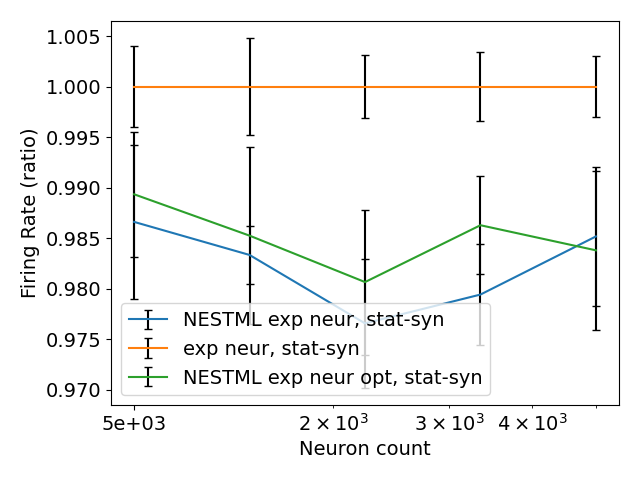 1.005
1.000
0.995
0.990
0.985
0.980
0.975
0.970
Firing Rate (ratio)
NESTML exp neur, stat-syn
exp neur, stat-syn
NESTML exp neur opt, stat-syn
5e+03 2 × 10³ 3 × 10³ 4 × 10³
Neuron count